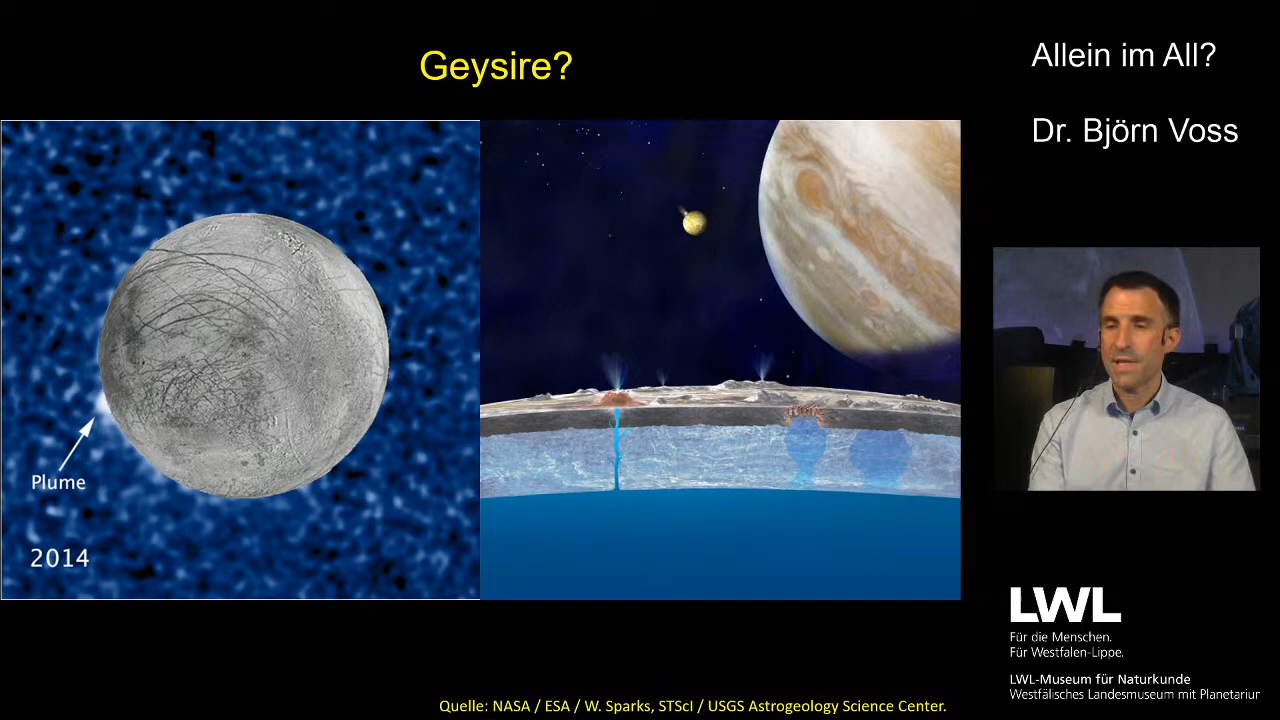 Geysire?
Allein im All?
Dr. Björn Voss
Plume
2014
LWL
Für die Menschen.
Für Westfalen-Lippe.
LWL-Museum für Naturkunde
Westfälisches Landesmuseum mit Planetariur
Quelle: NASA / ESA / W. Sparks, STScI / USGS Astrogeology Science Center.